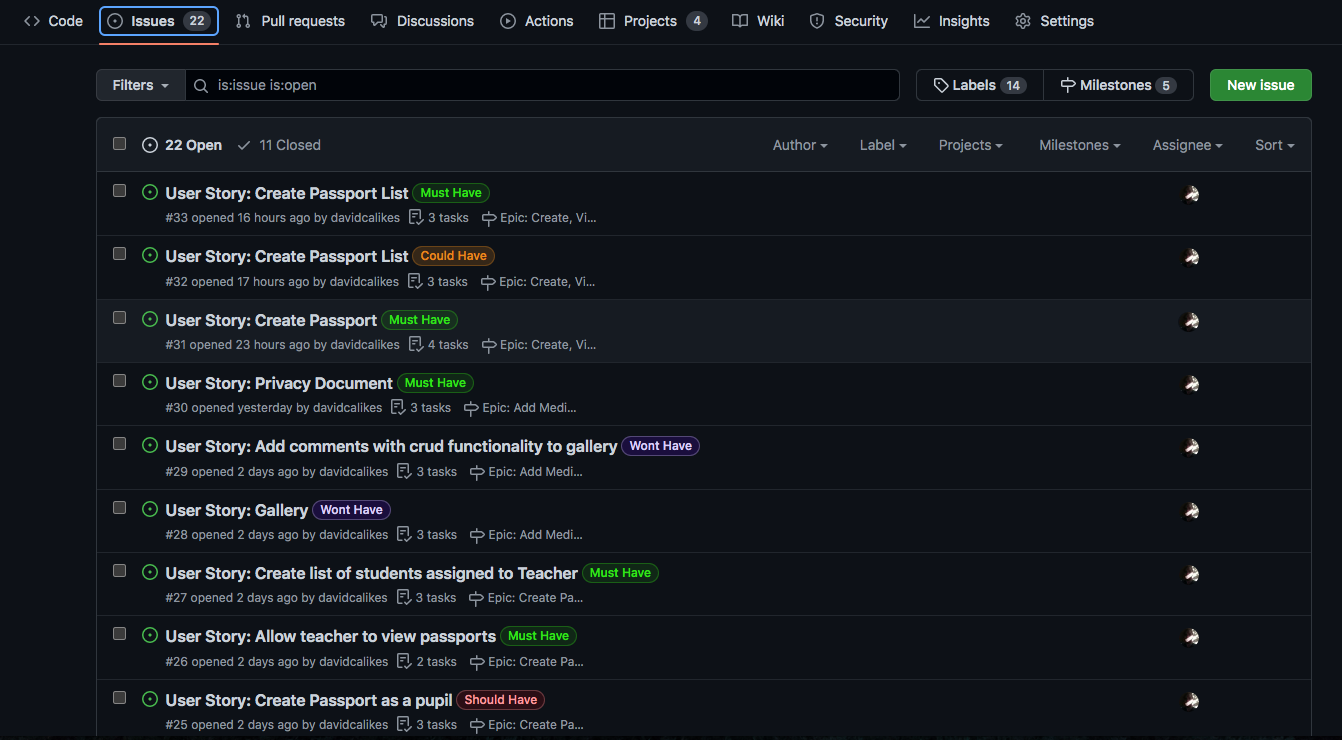 Code Issues 22 Pull requests Discussions Actions Projects 4 Wiki Security Insights Settings
Filters is:issue is:open Labels 14 Milestones 5 New issue
22 Open 11 Closed Author Label Projects Milestones Assignee Sort
User Story: Create Passport List Must Have
#33 opened 16 hours ago by davidcalikes 3 tasks Epic: Create, Vi...
User Story: Create Passport List Could Have
#32 opened 17 hours ago by davidcalikes 3 tasks Epic: Create, Vi...
User Story: Create Passport Must Have
#31 opened 23 hours ago by davidcalikes 4 tasks Epic: Create, Vi...
User Story: Privacy Document Must Have
#30 opened yesterday by davidcalikes 3 tasks Epic: Add Medi...
User Story: Add comments with crud functionality to gallery Wont Have
#29 opened 2 days ago by davidcalikes 3 tasks Epic: Add Medi...
User Story: Gallery Wont Have
#28 opened 2 days ago by davidcalikes 3 tasks Epic: Add Medi...
User Story: Create list of students assigned to Teacher Must Have
#27 opened 2 days ago by davidcalikes 3 tasks Epic: Create Pa...
User Story: Allow teacher to view passports Must Have
#26 opened 2 days ago by davidcalikes 2 tasks Epic: Create Pa...
User Story: Create Passport as a pupil Should Have
#25 opened 2 days ago by davidcalikes 3 tasks Epic: Create Pa...